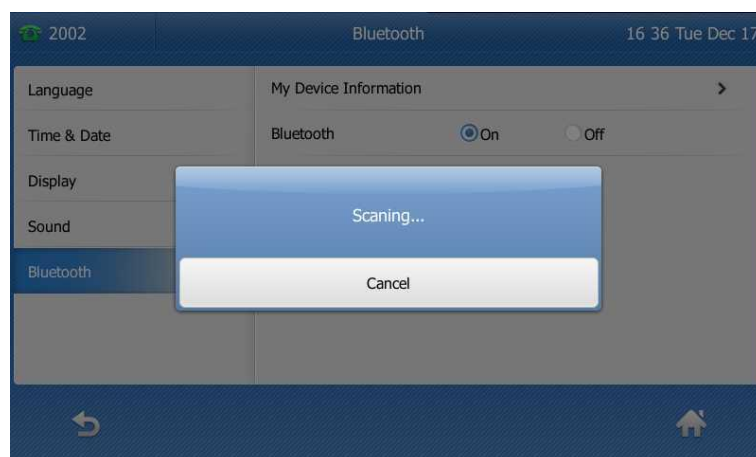 2002 Bluetooth 16 36 Tue Dec 17
Language
My Device Information
Time & Date
Bluetooth On Off
Display
Sound
Bluetooth
Scaning...
Cancel